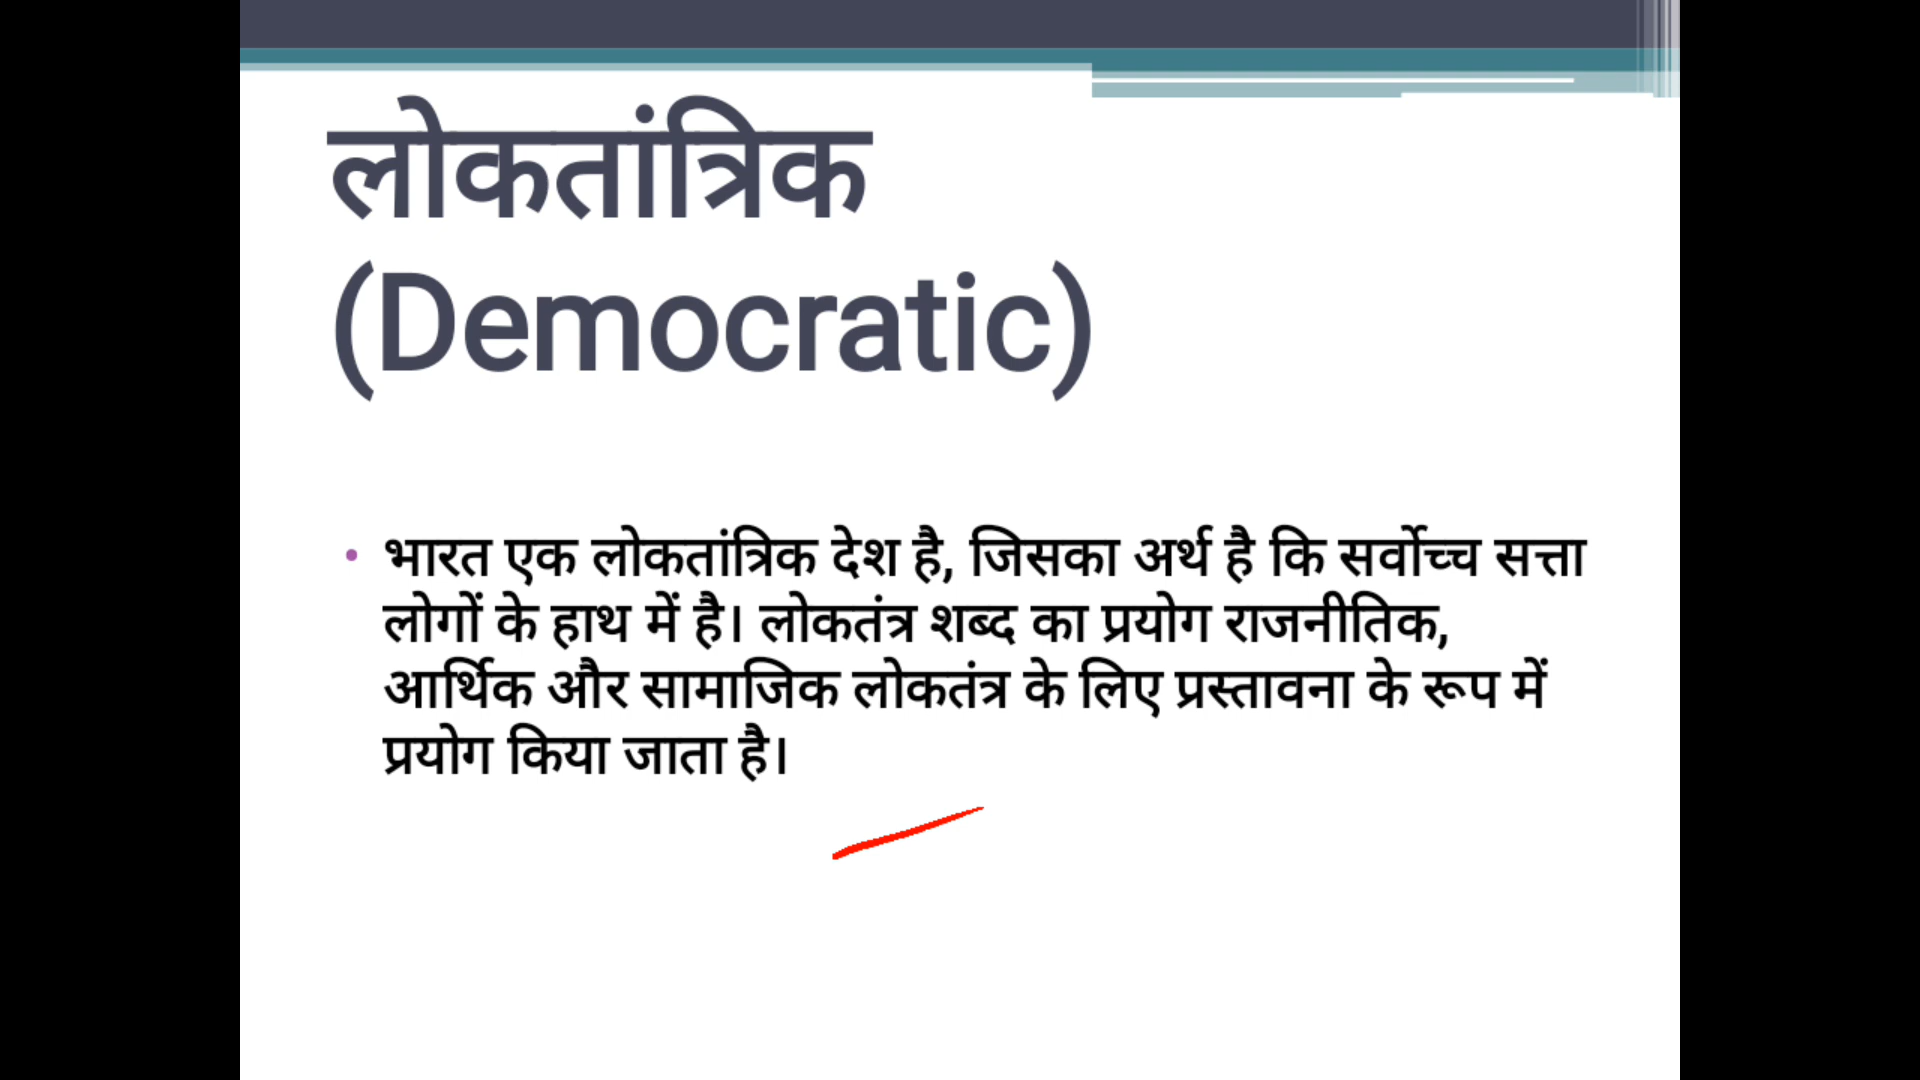 लोकतांत्रिक
(Democratic)
• भारत एक लोकतांत्रिक देश है, जिसका अर्थ है कि सर्वोच्च सत्ता
लोगों के हाथ में है। लोकतंत्र शब्द का प्रयोग राजनीतिक,
आर्थिक और सामाजिक लोकतंत्र के लिए प्रस्तावना के रूप में
प्रयोग किया जाता है।